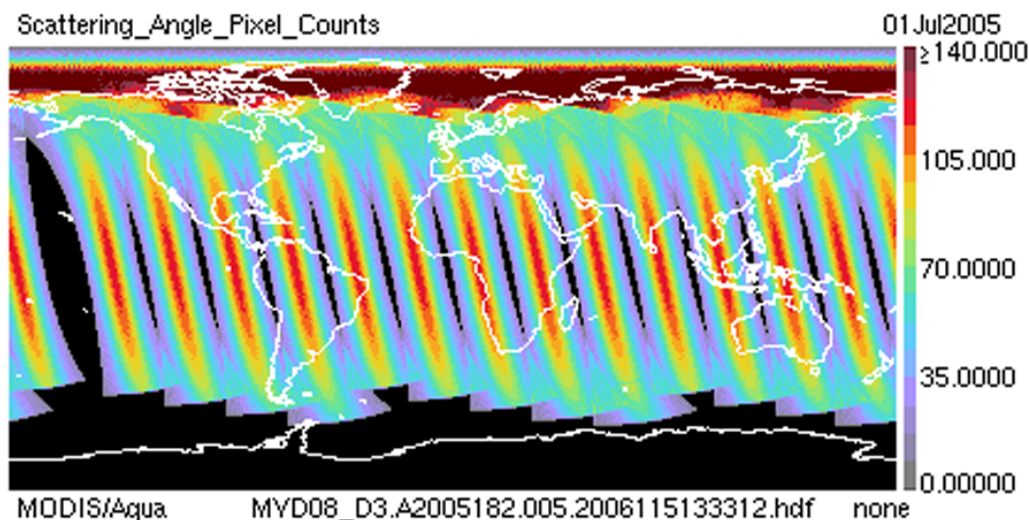 Scattering_Angle_Pixel_Counts 01Jul2005
≥140.000
105.000
70.0000
35.0000
0.00000
MODIS/Aqua MYD08_D3.A2005182.005.2006115133312.hdf none